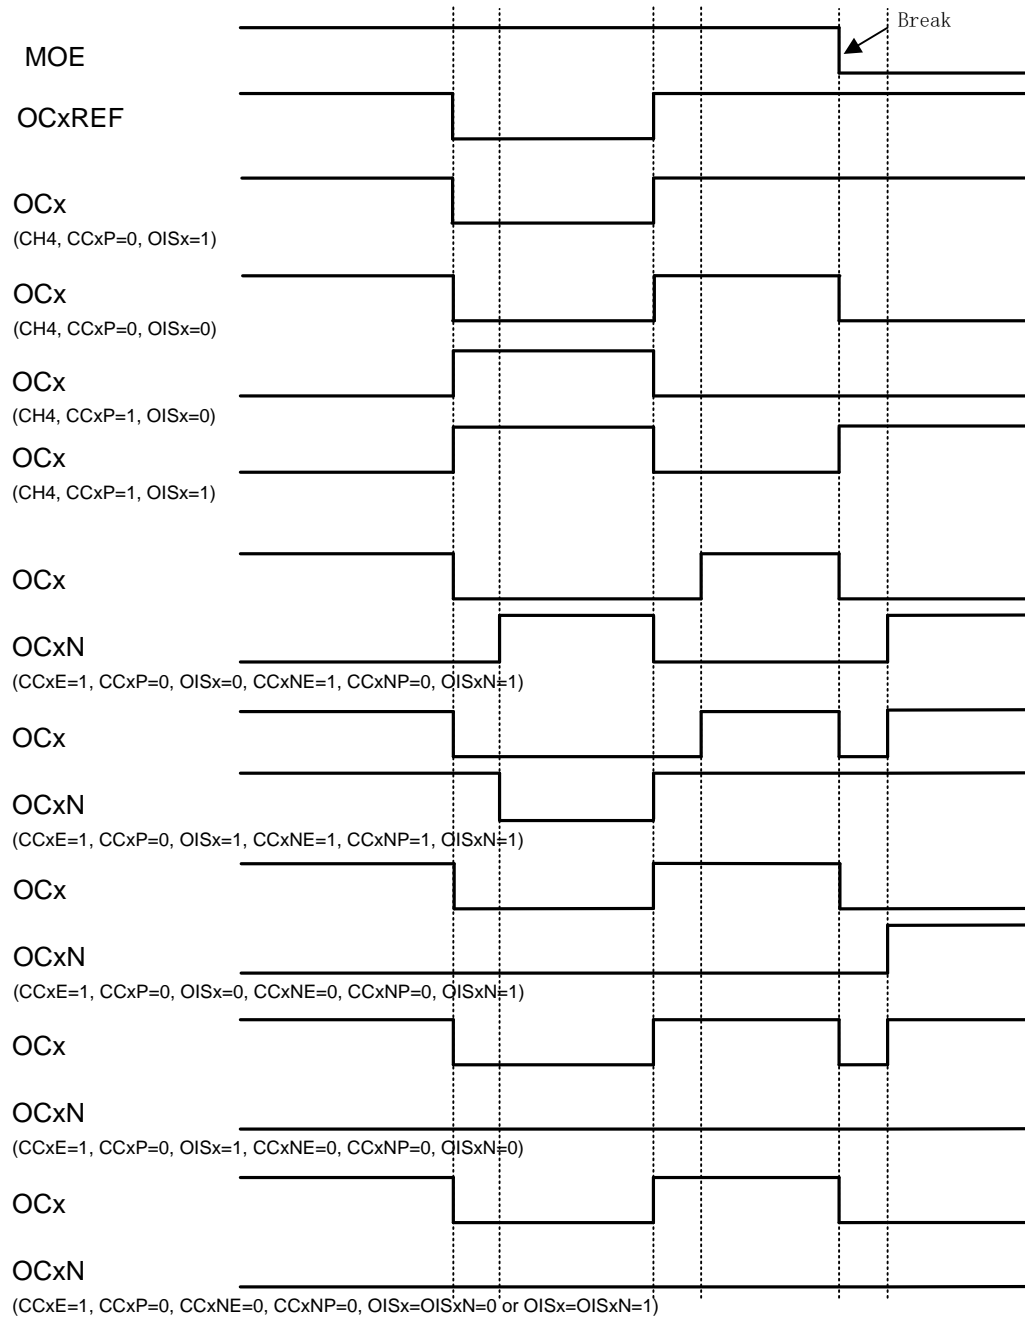 Break
MOE
OCxREF
OCx
(CH4, CCxP=0, OISx=1)
OCx
(CH4, CCxP=0, OISx=0)
OCx
(CH4, CCxP=1, OISx=0)
OCx
(CH4, CCxP=1, OISx=1)
OCx
OCxN
(CCxE=1, CCxP=0, OISx=0, CCxNE=1, CCxNP=0, OISxN=1)
OCx
OCxN
(CCxE=1, CCxP=0, OISx=1, CCxNE=1, CCxNP=1, OISxN=1)
OCx
OCxN
(CCxE=1, CCxP=0, OISx=0, CCxNE=0, CCxNP=0, OISxN=1)
OCx
OCxN
(CCxE=1, CCxP=0, OISx=1, CCxNE=0, CCxNP=0, OISxN=0)
OCx
OCxN
(CCxE=1, CCxP=0, CCxNE=0, CCxNP=0, OISx=OISxN=0 or OISx=OISxN=1)